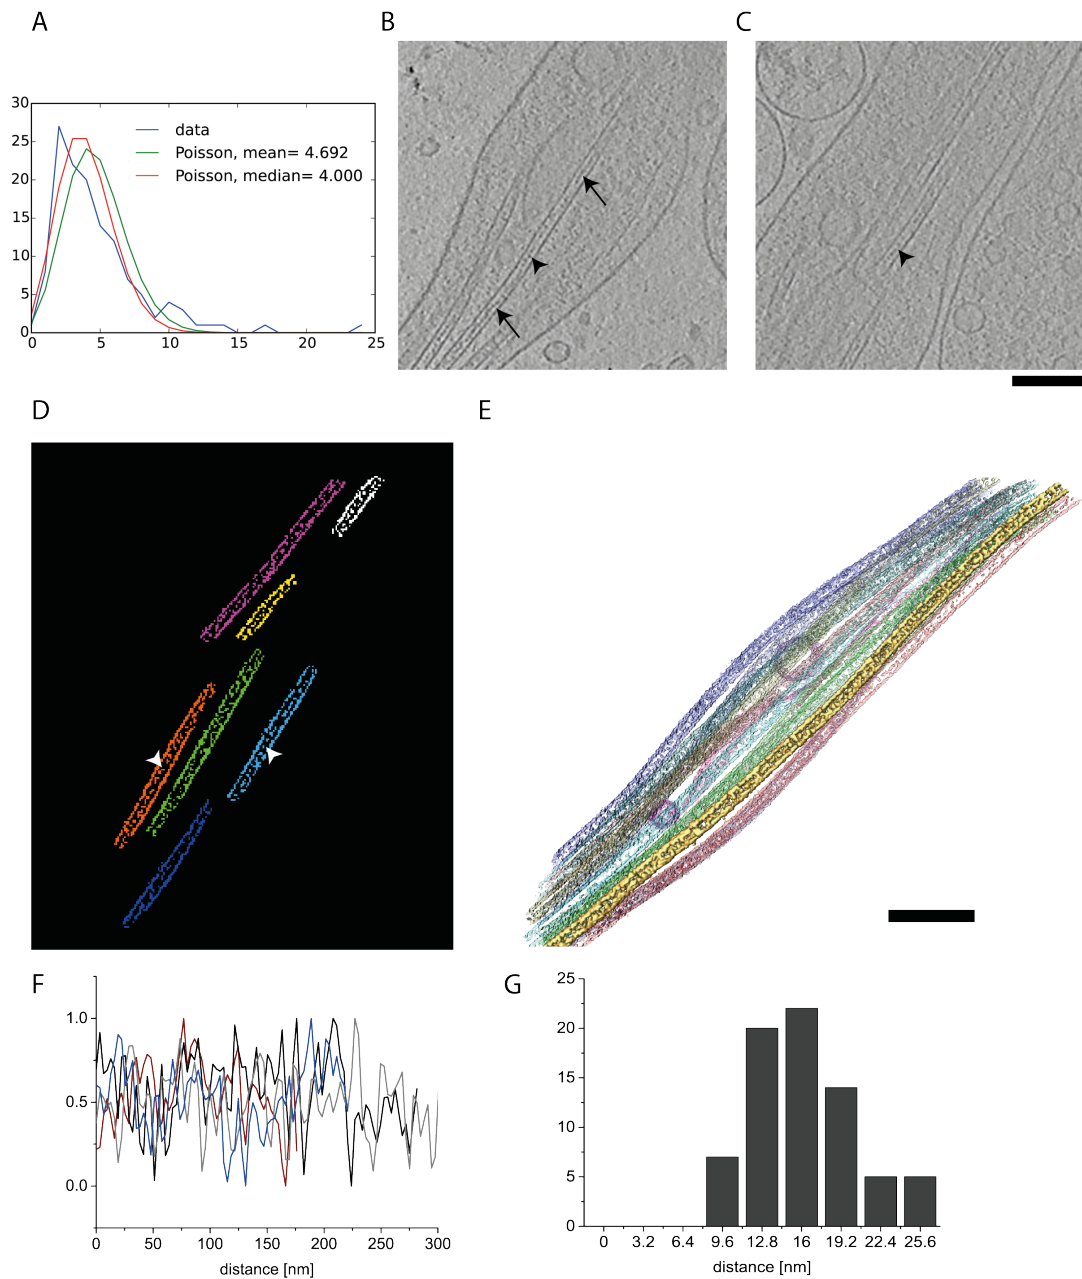 A
B
C
30
25
20
15
10
5
0
data
Poisson, mean= 4.692
Poisson, median= 4.000
0 5 10 15 20 25
D
E
F
1.0
0.5
0.0
0 50 100 150 200 250 300
distance [nm]
G
25
20
15
10
5
0
0 3.2 6.4 9.6 12.8 16 19.2 22.4 25.6
distance [nm]